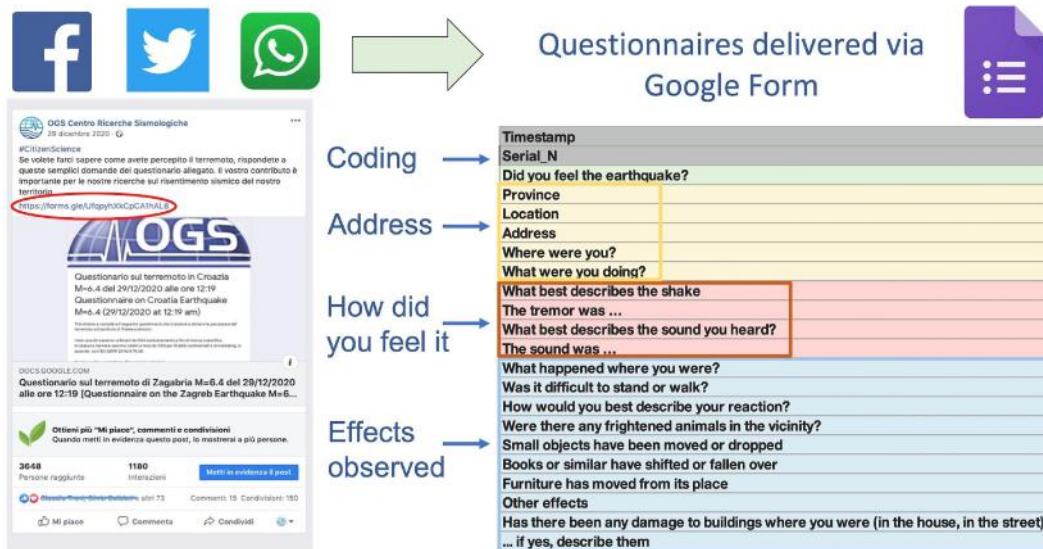 Questionnaires delivered via
Google Form
OGS Centro Ricerche Sismologiche
29 dicembre 2020
#CitizenScience
Se volete farci sapere come avete percepito il terremoto, rispondete a
queste semplici domande del questionario allegato. Il vostro contributo è
importante per le nostre ricerche sul risentimento sismico del nostro
territorio
OGS
Questionario sul terremoto in Croazia
M=6.4 del 29/12/2020 alle ore 12:19
Questionnaire on Croatia Earthquake
M=6.4 (29/12/2020 at 12:19 am)
DOCS.GOOGLE.COM
Questionario sul terremoto di Zagabria M=6.4 del 29/12/2020
alle ore 12:19 [Questionnaire on the Zagreb Earthquake M=6...
Ottieni più "Mi piace", commenti e condivisioni
Quando metti in evidenza questo post, lo mostrerai a più persone.
3648
Persone raggiunte
1180
Interazioni
Metti in evidenza il post
altri 73
Commenti: 15 Condivisioni: 150
Mi piace
Commenta
Condividi
Coding
Address
How did
you feel it
Effects
observed
Timestamp
Serial_N
Did you feel the earthquake?
Province
Location
Address
Where were you?
What were you doing?
What best describes the shake
The tremor was ...
What best describes the sound you heard?
The sound was ...
What happened where you were?
Was it difficult to stand or walk?
How would you best describe your reaction?
Were there any frightened animals in the vicinity?
Small objects have been moved or dropped
Books or similar have shifted or fallen over
Furniture has moved from its place
Other effects
Has there been any damage to buildings where you were (in the house, in the street)
... if yes, describe them